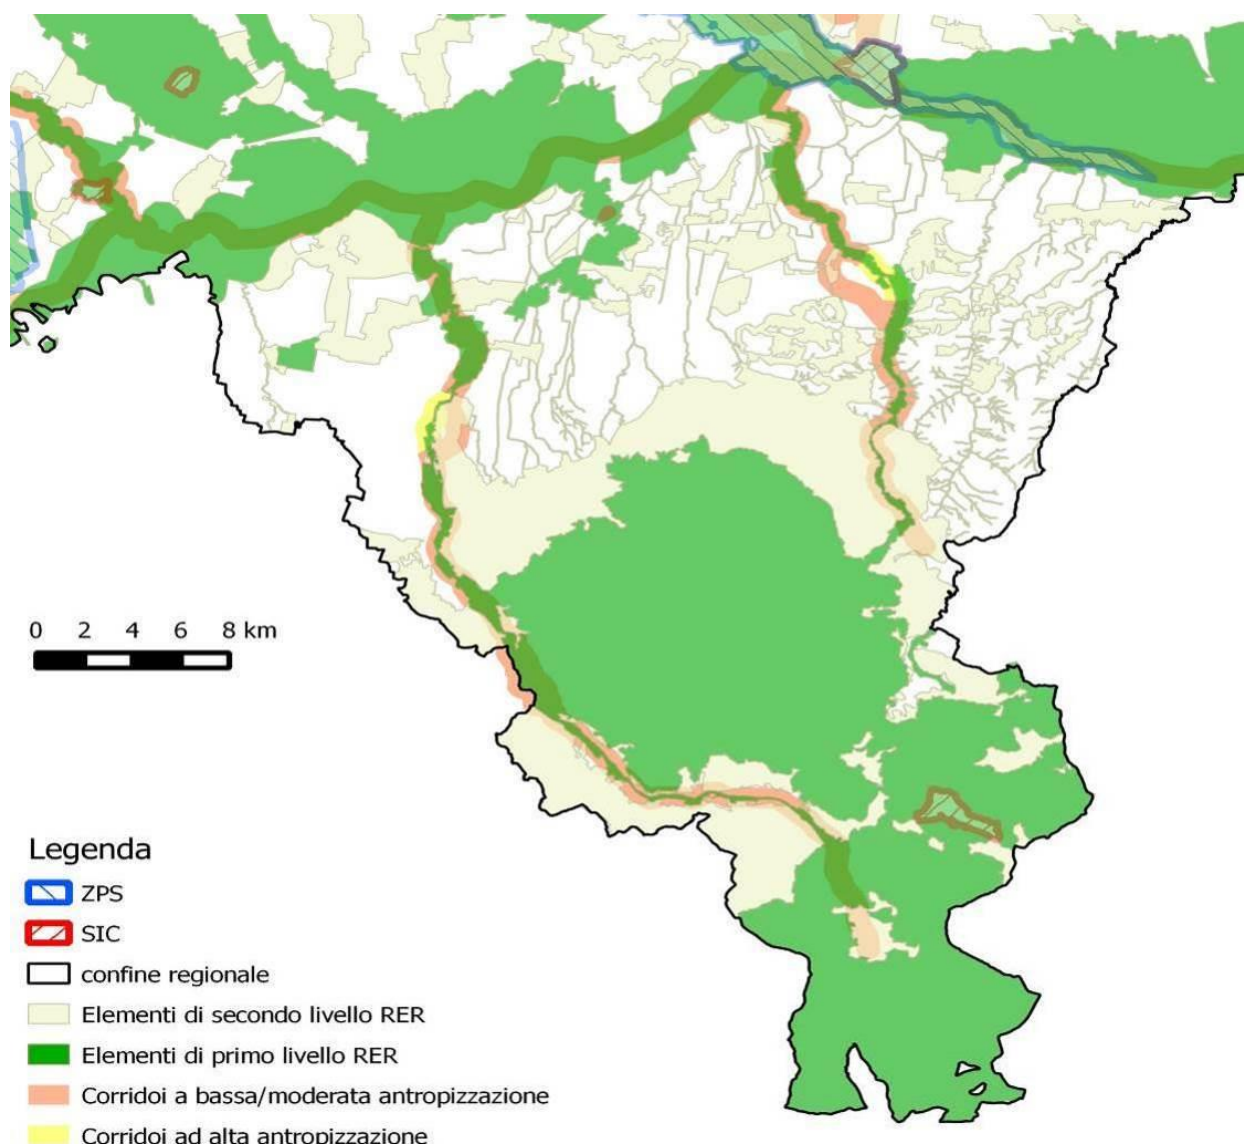 0 2 4 6 8 km
Legenda
ZPS
SIC
confine regionale
Elementi di secondo livello RER
Elementi di primo livello RER
Corridoi a bassa/moderata antropizzazione
Corridoi ad alta antropizzazione